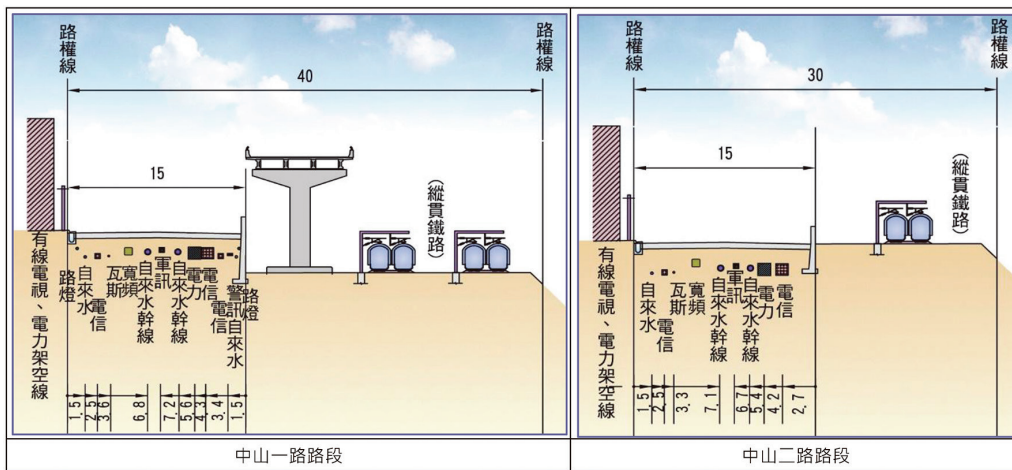 路權線
路權線
40
15
(縱貫鐵路)
有線電視、電力架空線
路燈
自來水
電信
瓦斯
寬頻
自來水幹線
軍訊
自來水幹線
電力
電信
電信
警訊
自來水
路燈
1.5
2.5
3.6
6.8
7.2
5.6
4.3
3.4
1.5
中山一路路段
路權線
路權線
30
15
(縱貫鐵路)
有線電視、電力架空線
自來水
電信
瓦斯
寬頻
自來水幹線
軍訊
自來水幹線
電力
電信
1.5
2.5
3.3
7.1
6.7
5.4
4.2
2.7
中山二路路段